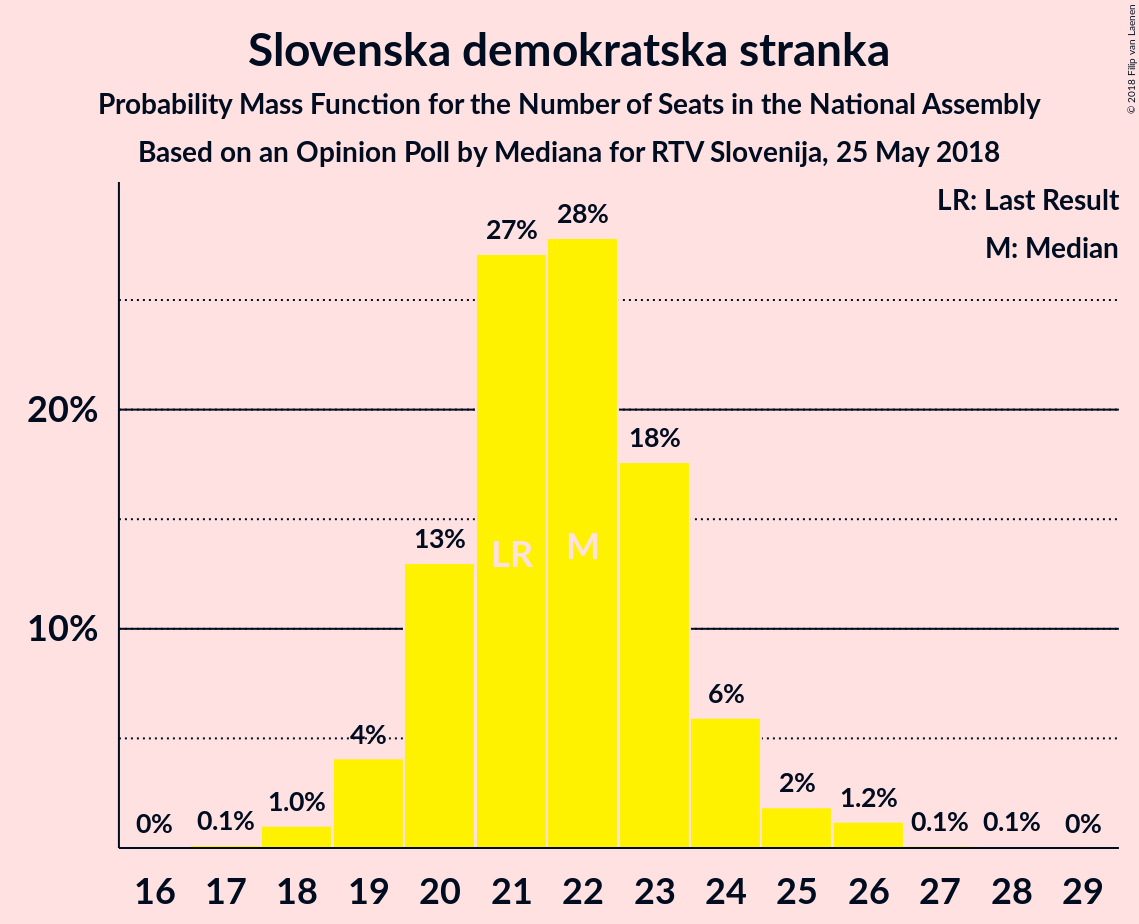 Slovenska demokratska stranka
Probability Mass Function for the Number of Seats in the National Assembly
Based on an Opinion Poll by Mediana for RTV Slovenija, 25 May 2018
© 2018 Filip van Laenen
LR: Last Result
M: Median
20%
10%
0%
0.1%
1.0%
4%
13%
27%
28%
18%
6%
2%
1.2%
0.1%
0.1%
0%
LR
M
16 17 18 19 20 21 22 23 24 25 26 27 28 29